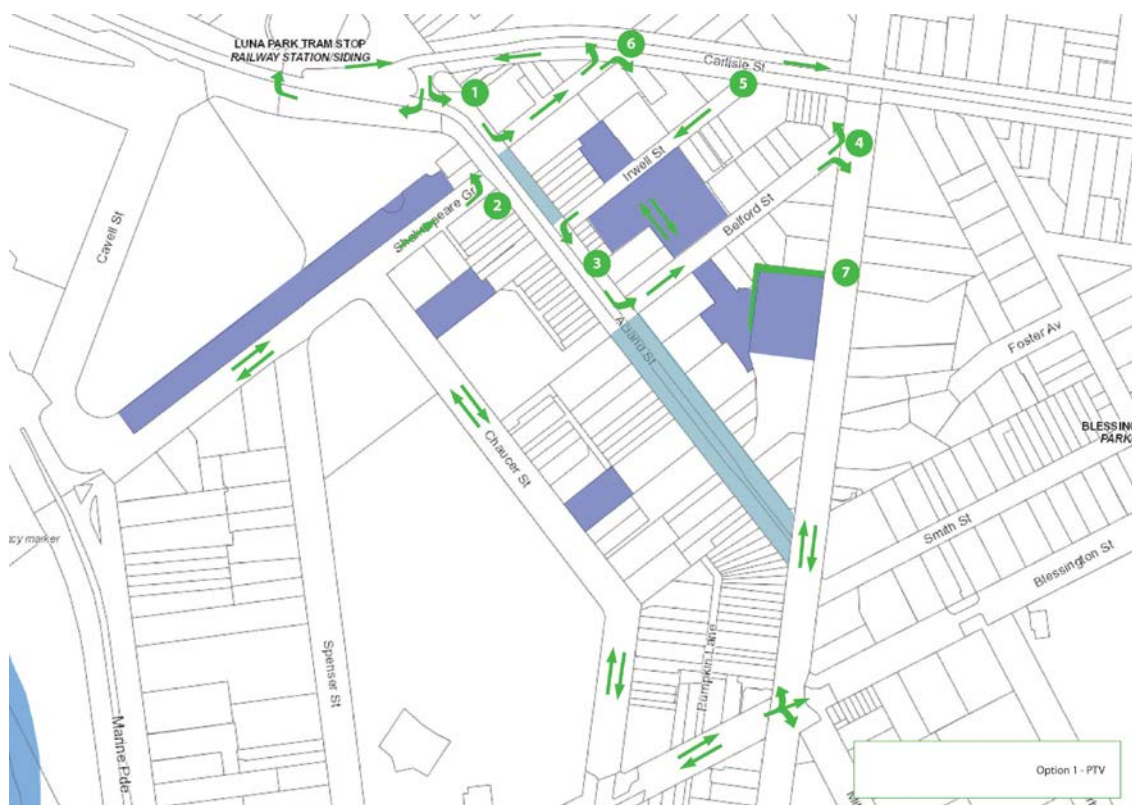 LUNA PARK TRAM STOP
RAILWAY STATION/SIDING
6
Carlisle St
1
5
4
Irwell St
Cavell St
Shakespeare Gr
2
Belford St
3
7
Acland St
Foster Av
BLESSING
PARK
Chaucer St
Smith St
Blessington St
cy marker
Spenser St
Pumpkin Lane
Marine Pde
Option 1 - PTV